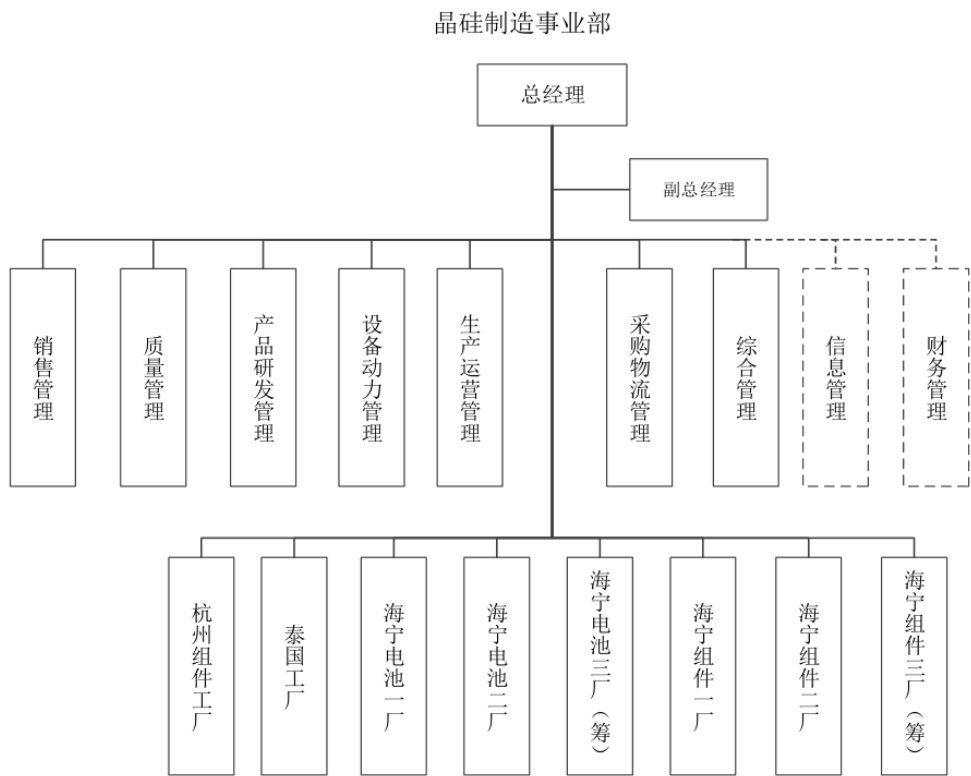 晶硅制造事业部
总经理
副总经理
销售管理
质量管理
产品研发管理
设备动力管理
生产运营管理
采购物流管理
综合管理
信息管理
财务管理
杭州组件工厂
泰国工厂
海宁电池一厂
海宁电池二厂
海宁电池三厂（筹）
海宁组件一厂
海宁组件二厂
海宁组件三厂（筹）